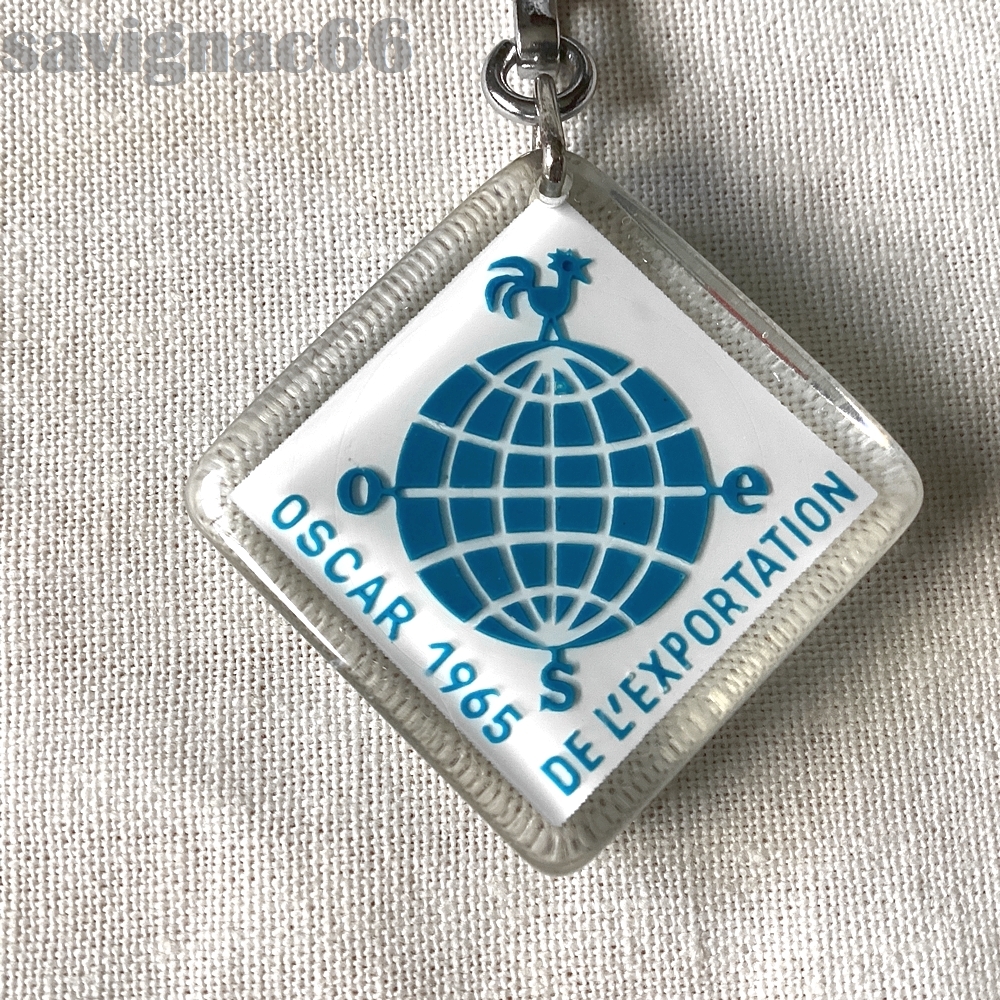 savignac66
o e
s
OSCAR 1965
DE L'EXPORTATION